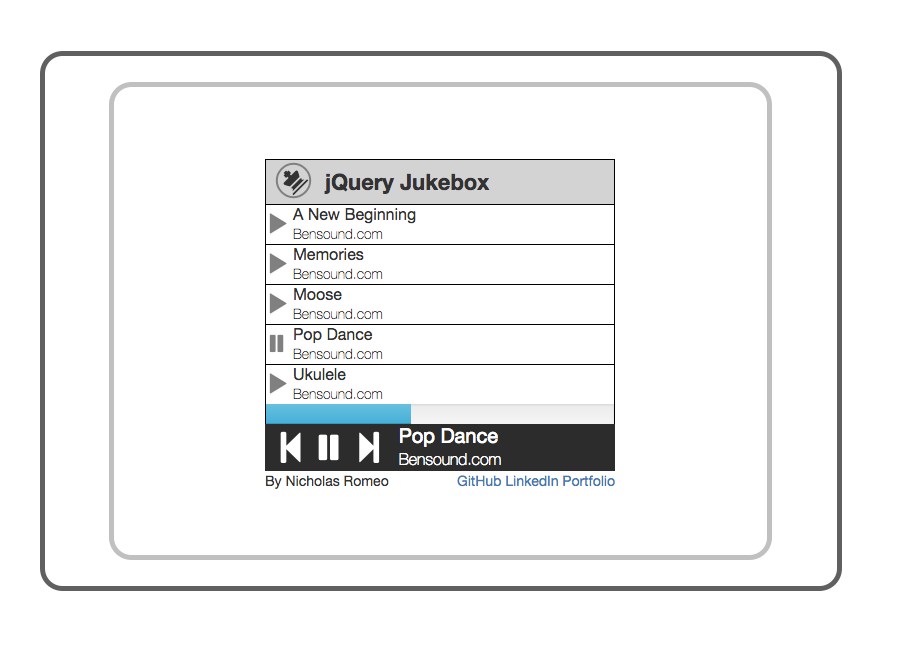 jQuery Jukebox
A New Beginning
Bensound.com
Memories
Bensound.com
Moose
Bensound.com
Pop Dance
Bensound.com
Ukulele
Bensound.com
Pop Dance
Bensound.com
By Nicholas Romeo GitHub LinkedIn Portfolio